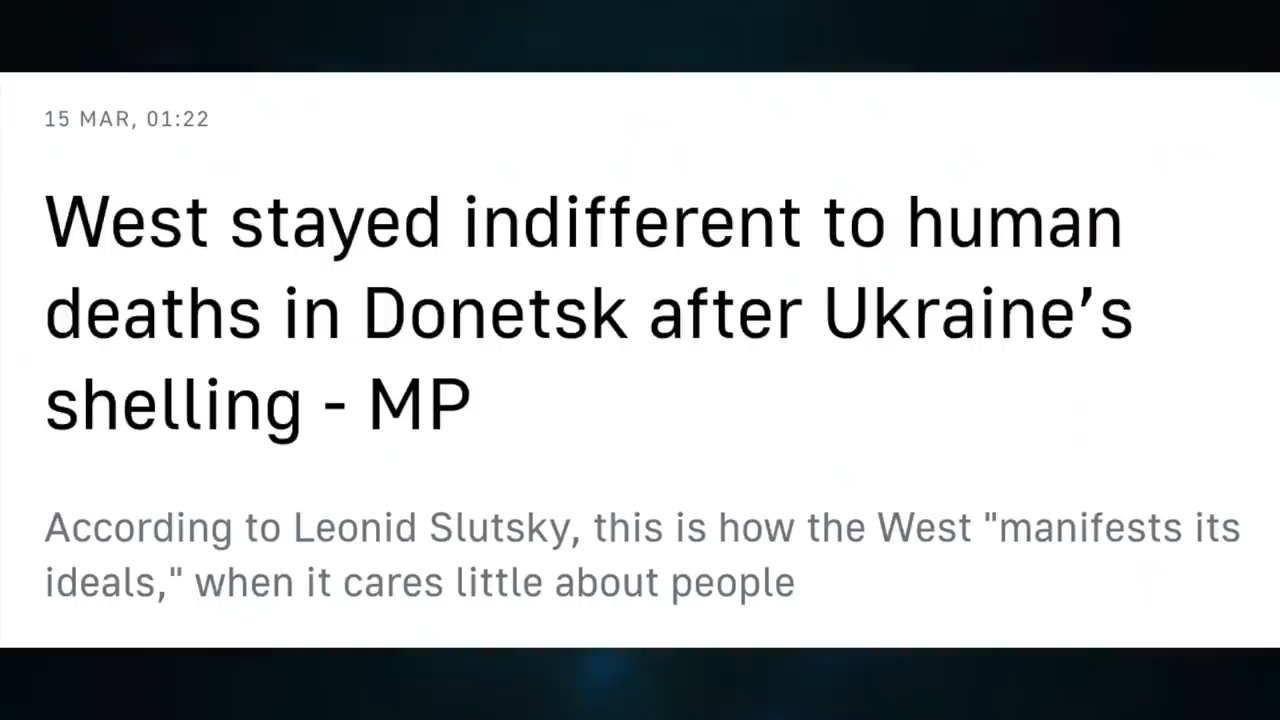 15 MAR, 01:22
West stayed indifferent to human
deaths in Donetsk after Ukraine’s
shelling - MP
According to Leonid Slutsky, this is how the West "manifests its
ideals," when it cares little about people